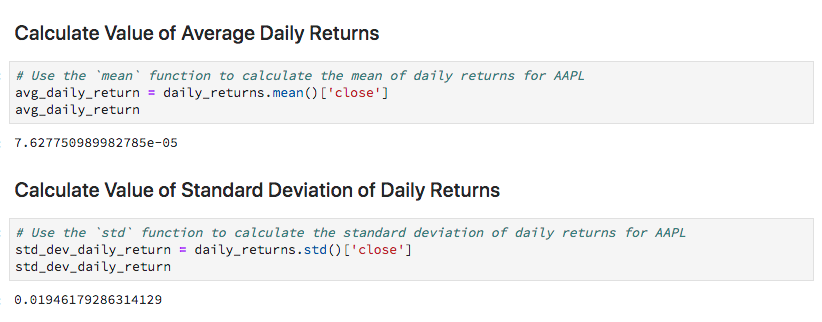 Calculate Value of Average Daily Returns
# Use the `mean` function to calculate the mean of daily returns for AAPL
avg_daily_return = daily_returns.mean()['close']
avg_daily_return
7.627750989982785e-05
Calculate Value of Standard Deviation of Daily Returns
# Use the `std` function to calculate the standard deviation of daily returns for AAPL
std_dev_daily_return = daily_returns.std()['close']
std_dev_daily_return
0.01946179286314129